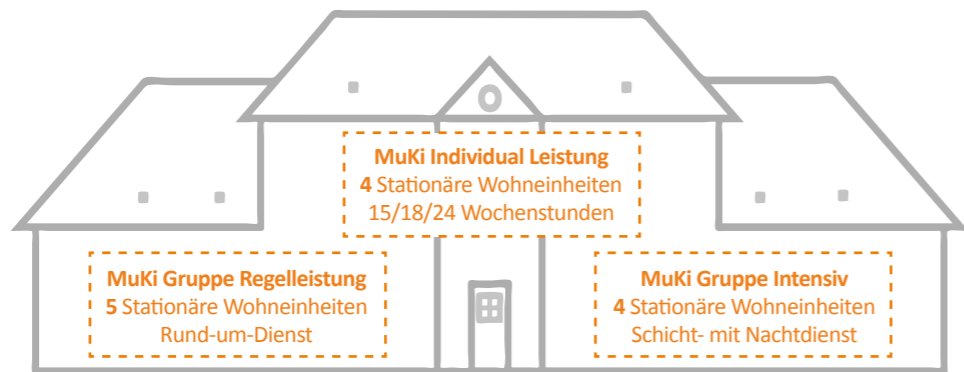 MuKi Individual Leistung
4 Stationäre Wohneinheiten
15/18/24 Wochenstunden
MuKi Gruppe Regelleistung
5 Stationäre Wohneinheiten
Rund-um-Dienst
MuKi Gruppe Intensiv
4 Stationäre Wohneinheiten
Schicht- mit Nachtdienst